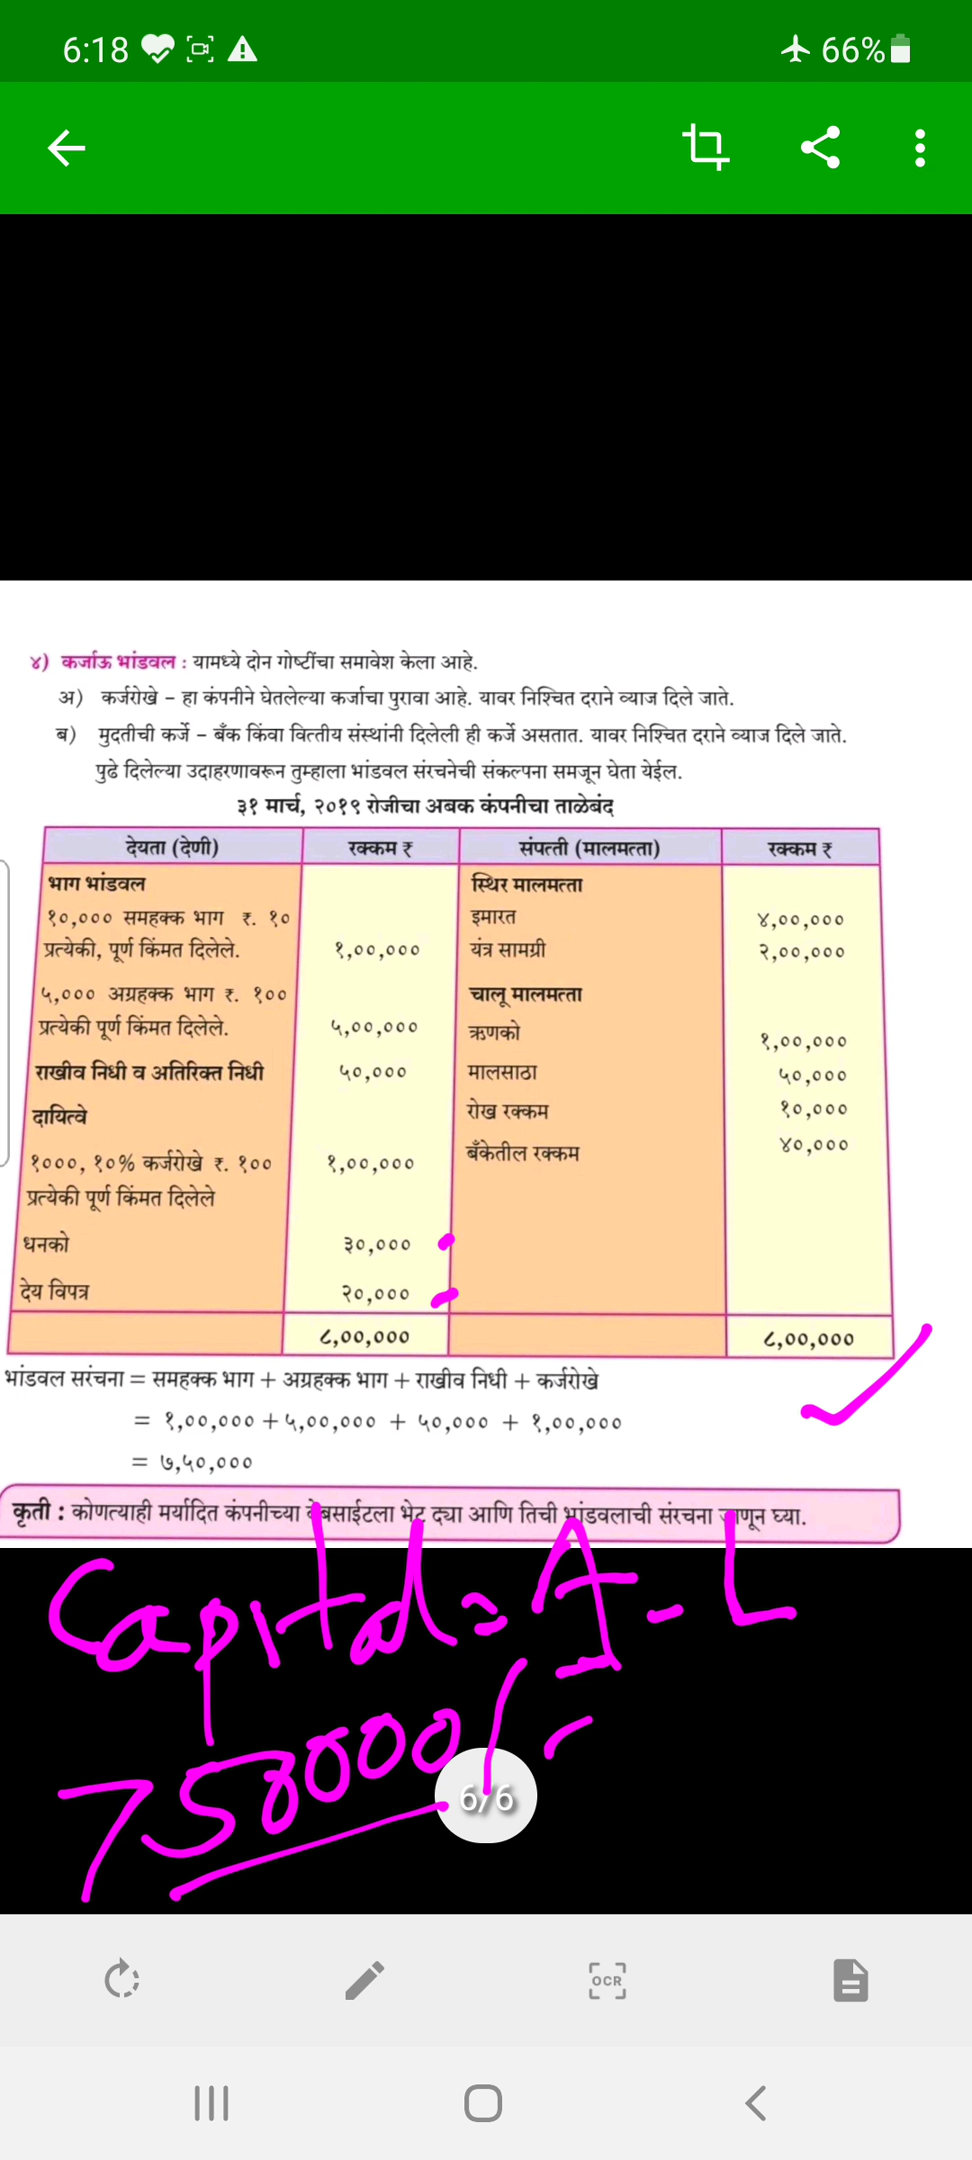 6:18 66%
४) कर्जाऊ भांडवल : यामध्ये दोन गोष्टींचा समावेश केला आहे.
अ) कर्जरोखे – हा कंपनीने घेतलेल्या कर्जाचा पुरावा आहे. यावर निश्चित दराने व्याज दिले जाते.
ब) मुदतीची कर्जे – बँक किंवा वित्तीय संस्थांनी दिलेली ही कर्जे असतात. यावर निश्चित दराने व्याज दिले जाते.
पुढे दिलेल्या उदाहरणावरून तुम्हाला भांडवल संरचनेची संकल्पना समजून घेता येईल.
३१ मार्च, २०१९ रोजीचा अबक कंपनीचा ताळेबंद
देयता (देणी) रक्कम ₹ संपत्ती (मालमत्ता) रक्कम ₹
भाग भांडवल स्थिर मालमत्ता
१०,००० समहक्क भाग रु. १० इमारत ४,००,०००
प्रत्येकी, पूर्ण किंमत दिलेले. १,००,००० यंत्र सामग्री २,००,०००
५,००० अग्रहक्क भाग रु. १०० चालू मालमत्ता
प्रत्येकी पूर्ण किंमत दिलेले. ५,००,००० ऋणको १,००,०००
राखीव निधी व अतिरिक्त निधी ५०,००० मालसाठा ५०,०००
दायित्वे रोख रक्कम १०,०००
१०००, १०% कर्जरोखे रु. १०० १,००,००० बँकेतील रक्कम ४०,०००
प्रत्येकी पूर्ण किंमत दिलेले
धनको ३०,०००
देय विपत्र २०,०००
८,००,००० ८,००,०००
भांडवल सरंचना = समहक्क भाग + अग्रहक्क भाग + राखीव निधी + कर्जरोखे
= १,००,००० + ५,००,००० + ५०,००० + १,००,०००
= ७,५०,०००
कृती : कोणत्याही मर्यादित कंपनीच्या वेबसाईटला भेट द्या आणि तिची भांडवलाची संरचना जाणून घ्या.
Capital = A - L
750000/=
6/6
OCR